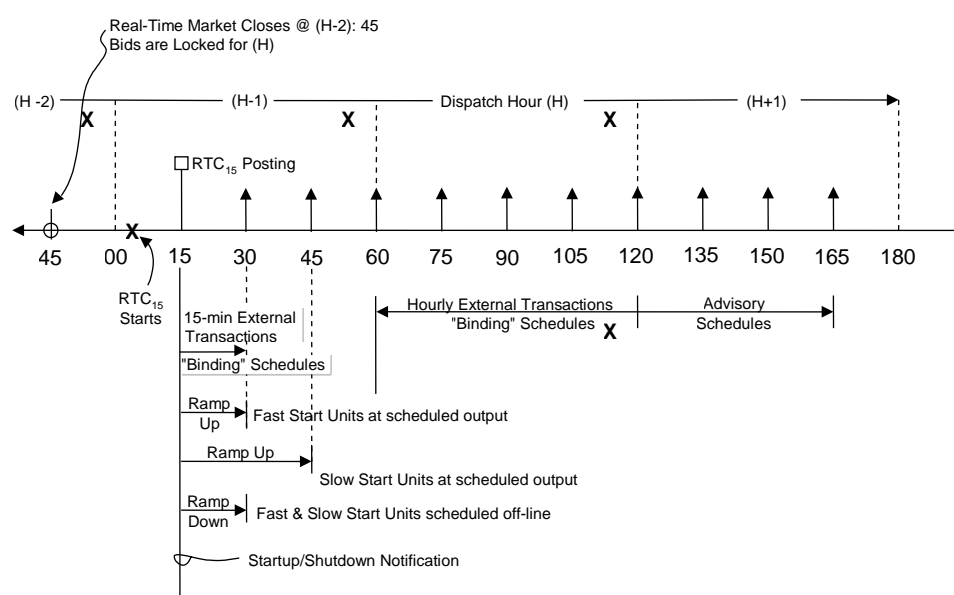 Real-Time Market Closes @ (H-2): 45
Bids are Locked for (H)
(H -2)
(H-1)
Dispatch Hour (H)
(H+1)
X
X
X
RTC15 Posting
X
45
00
15
30
45
60
75
90
105
120
135
150
165
180
RTC15
Starts
15-min External
Transactions
"Binding" Schedules
Hourly External Transactions
"Binding" Schedules
X
Advisory
Schedules
Ramp
Up
Fast Start Units at scheduled output
Ramp Up
Slow Start Units at scheduled output
Ramp
Down
Fast & Slow Start Units scheduled off-line
Startup/Shutdown Notification